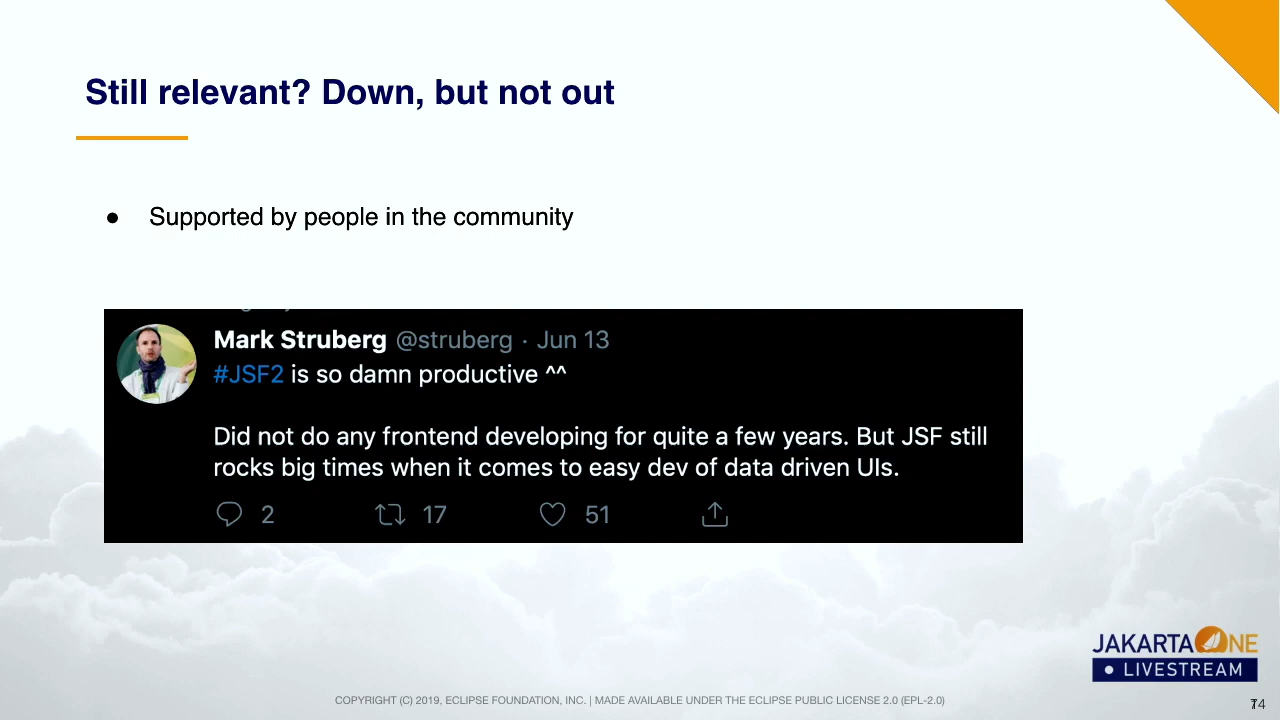 Still relevant? Down, but not out
● Supported by people in the community
Mark Struberg @struberg · Jun 13
#JSF2 is so damn productive ^^
Did not do any frontend developing for quite a few years. But JSF still
rocks big times when it comes to easy dev of data driven UIs.
2 17 51
JAKARTA ONE
● LIVESTREAM
COPYRIGHT (C) 2019, ECLIPSE FOUNDATION, INC. | MADE AVAILABLE UNDER THE ECLIPSE PUBLIC LICENSE 2.0 (EPL-2.0)